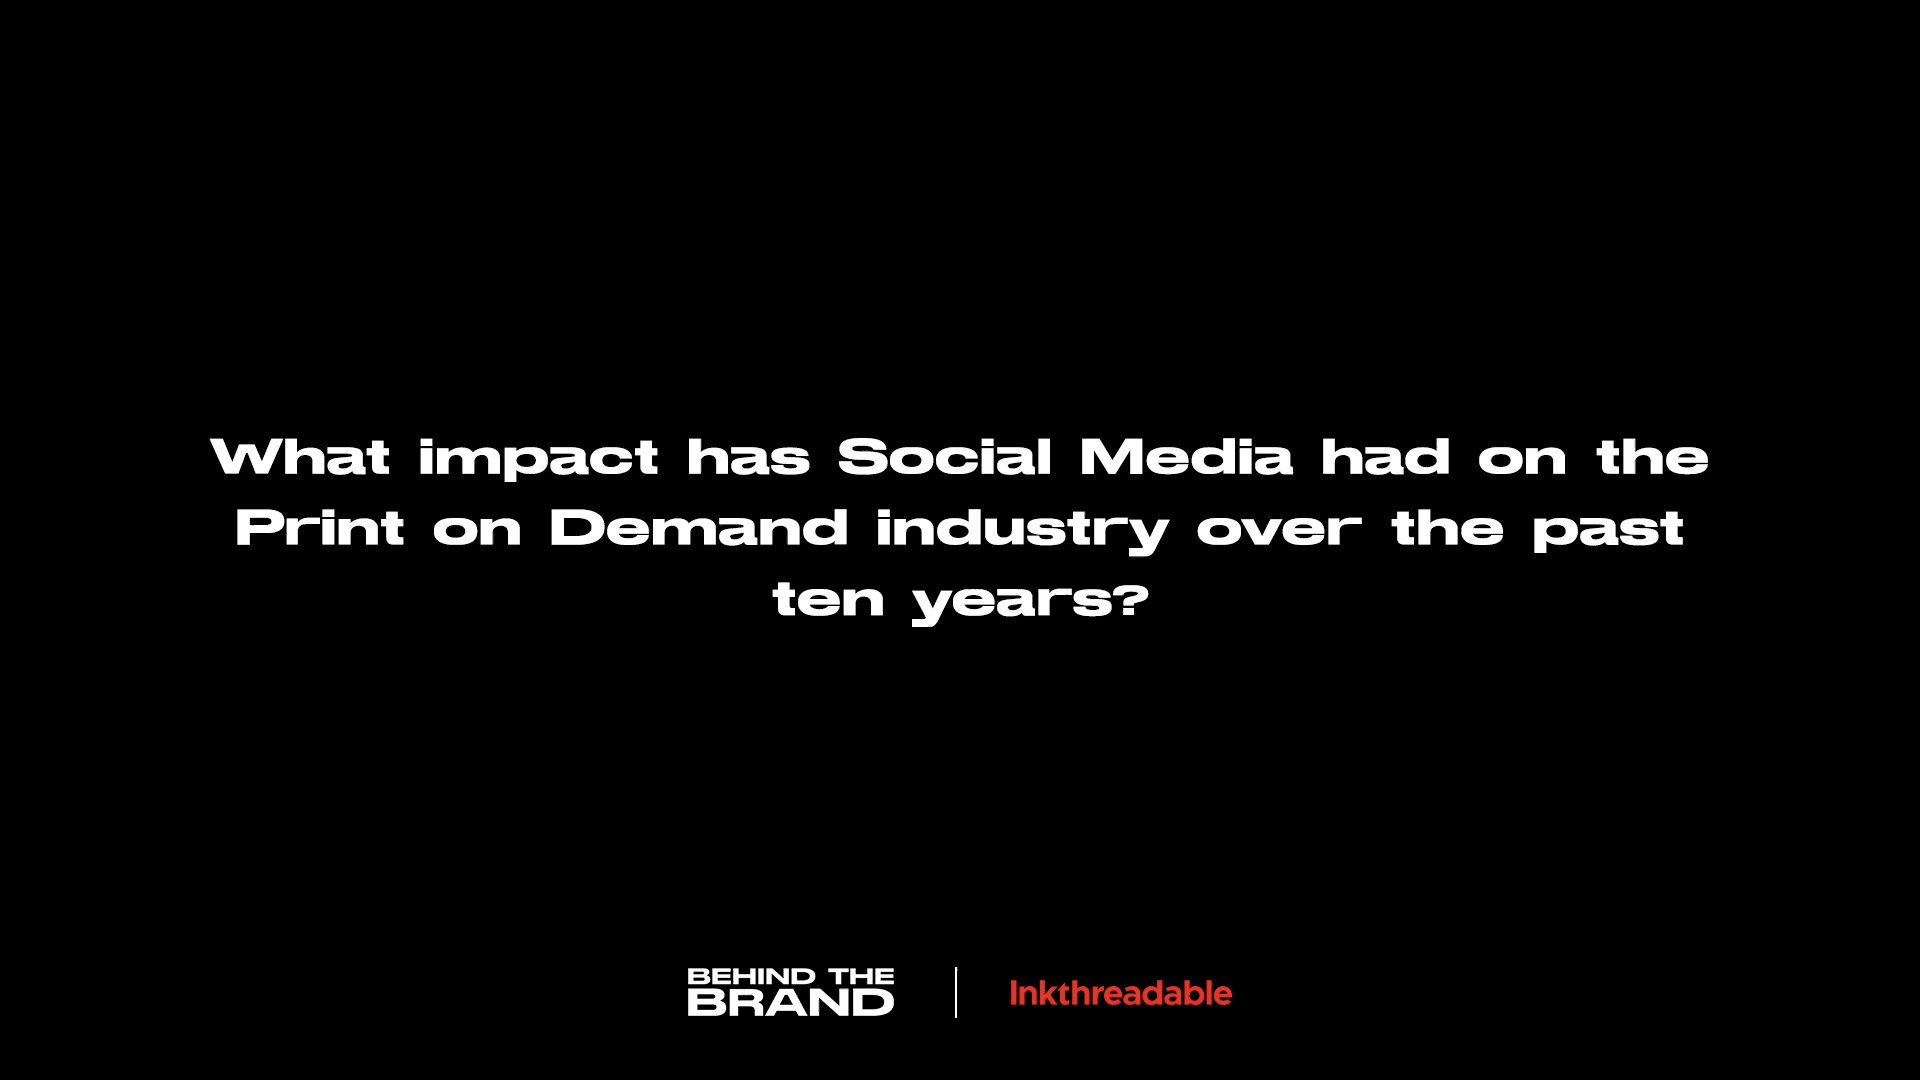 What impact has Social Media had on the
Print on Demand industry over the past
ten years?
BEHIND THE
BRAND
Inkthreadable